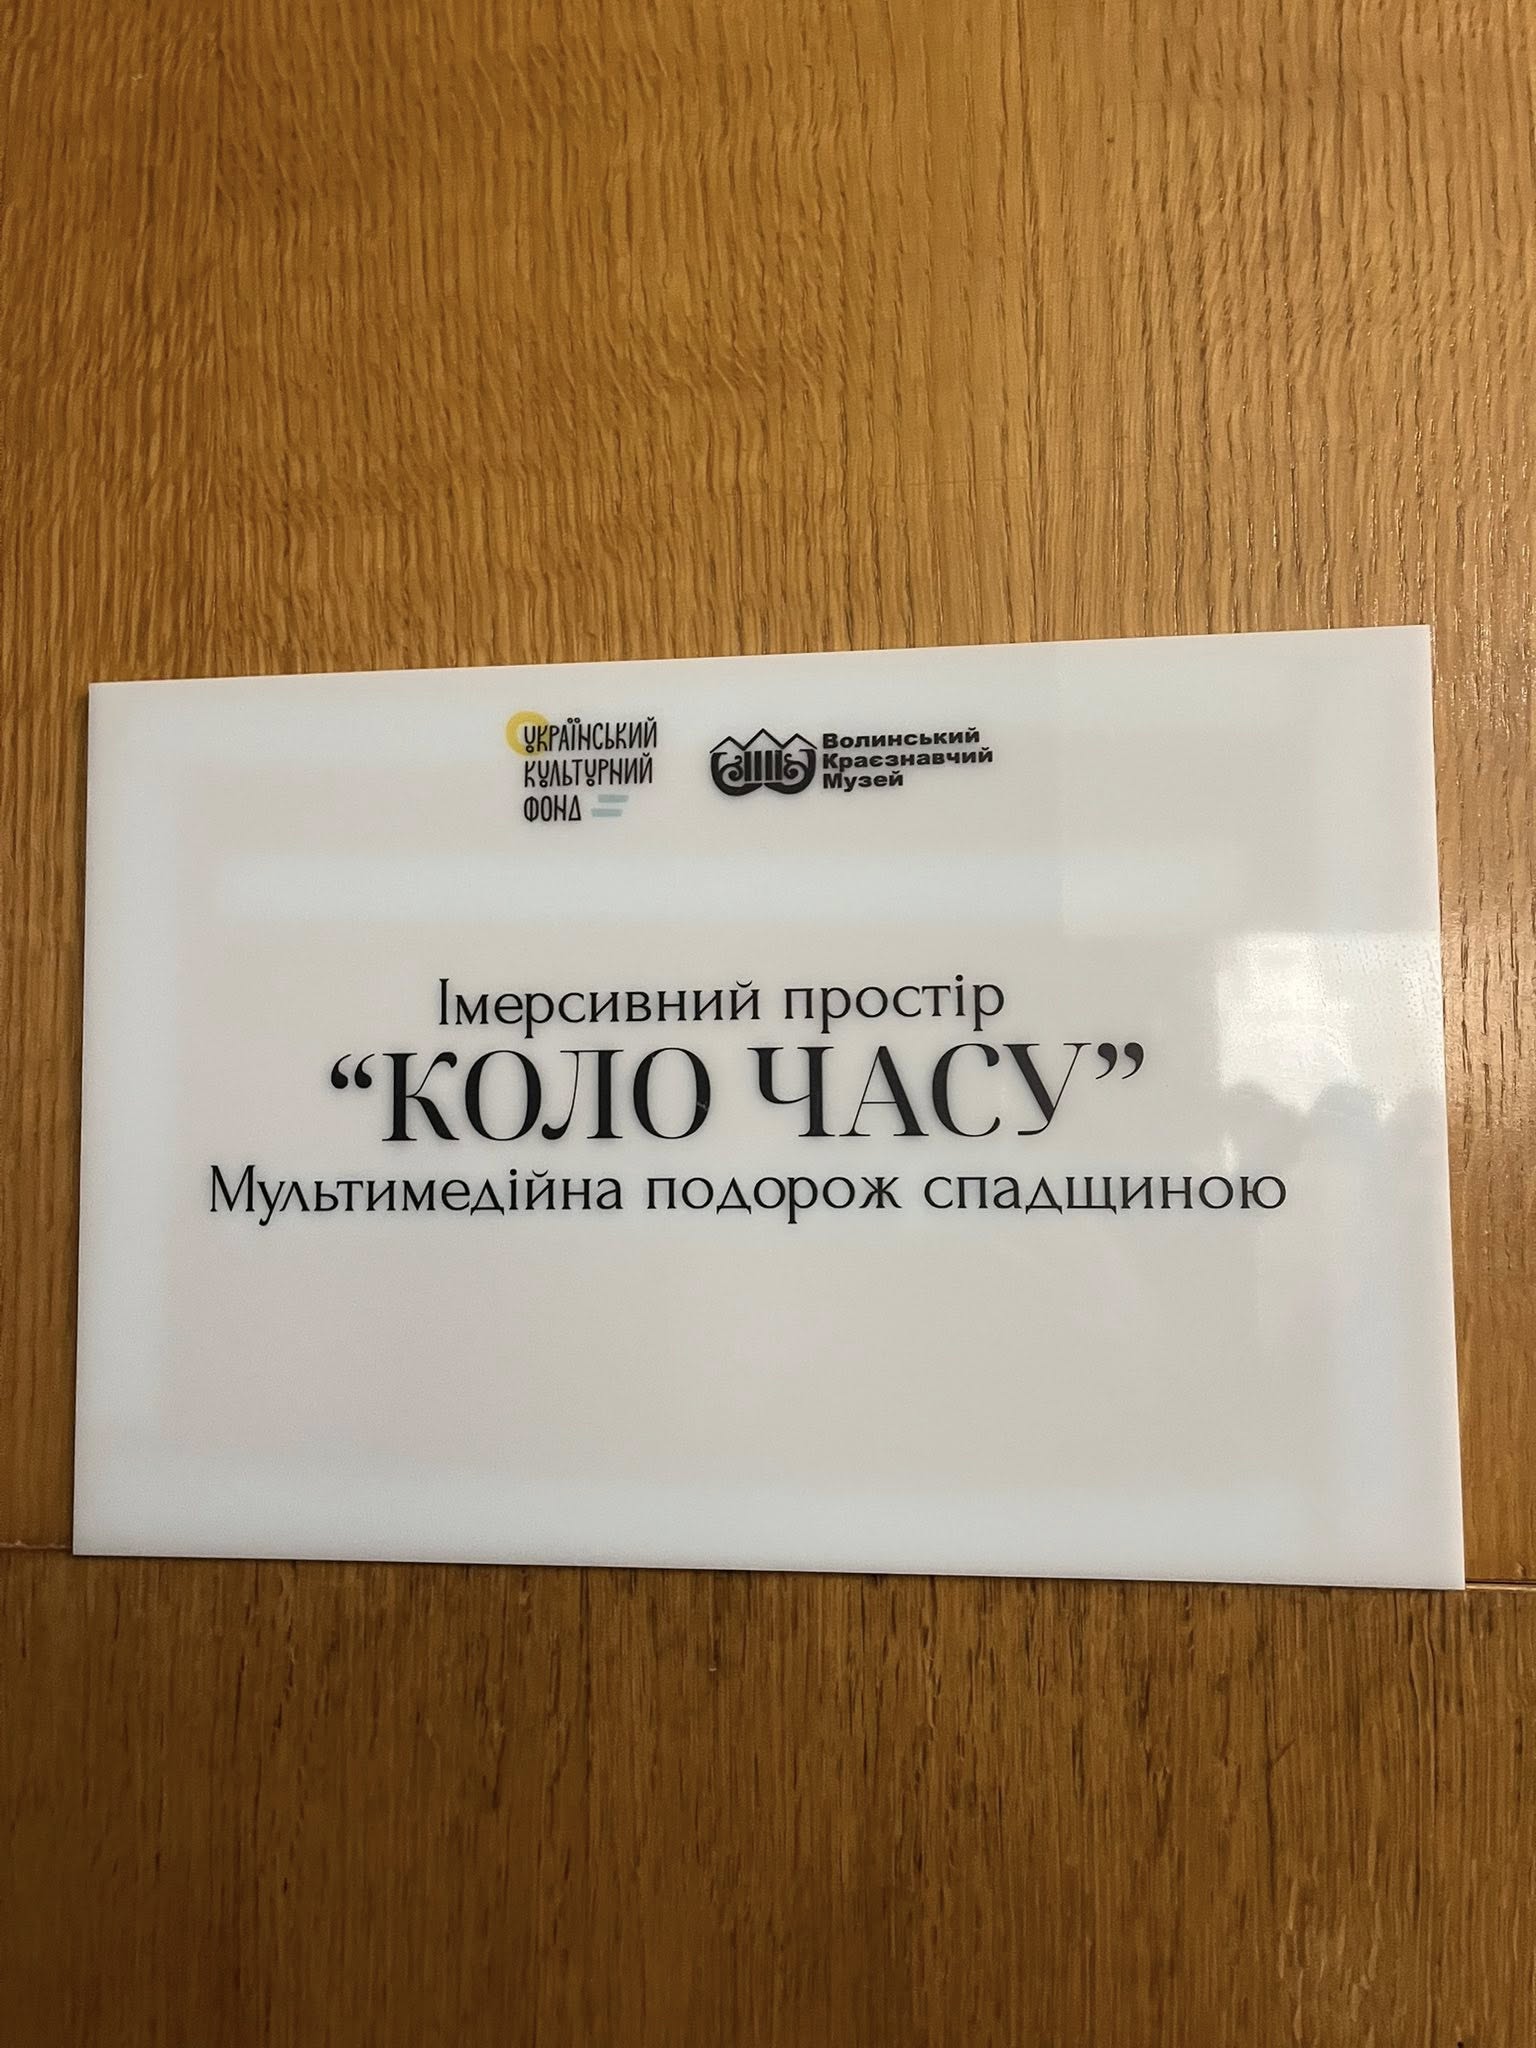 УКРАЇНСЬКИЙ
КУЛЬТУРНИЙ
ФОНД
Волинський
Краєзнавчий
Музей
Імерсивний простір
“КОЛО ЧАСУ”
Мультимедійна подорож спадщиною